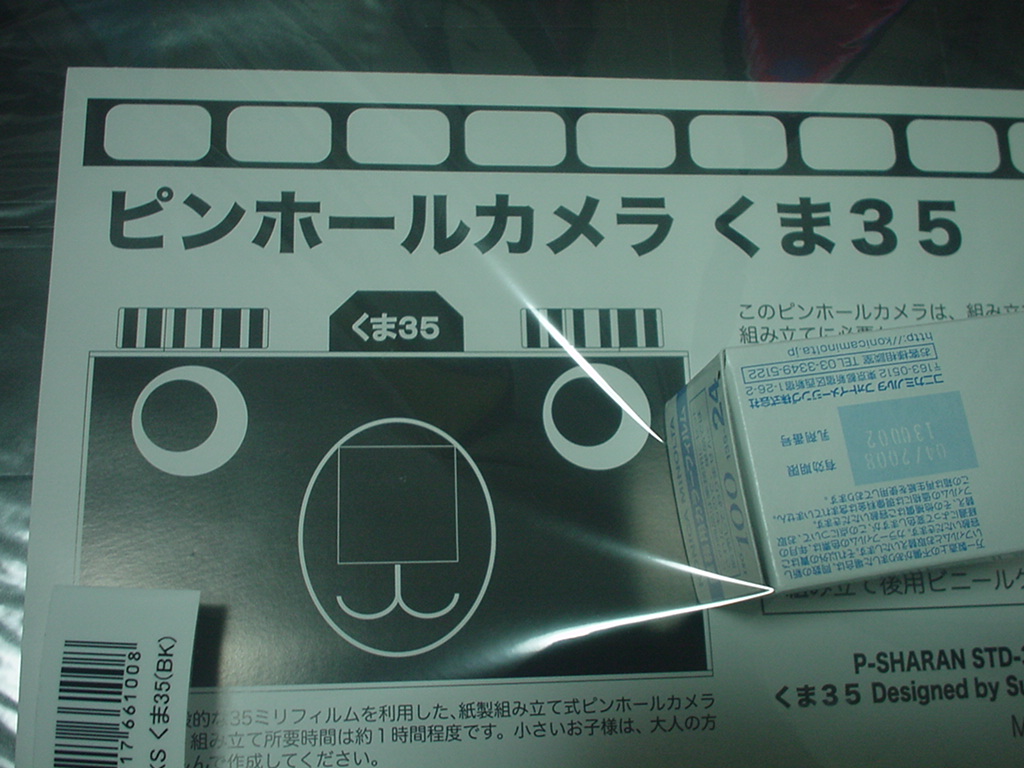 ピンホールカメラ くま35
くま35
このピンホールカメラは、組み
組み立てに必
http://konicaminolta.jp
お客様相談室 TEL 03-3349-5122
〒163-0512 東京都新宿区西新宿1-26-2
コニカミノルタ フォトイメージング株式会社
乳剤番号 130002
有効期限 04/2008
100
24
組み立て後用ビニール
P-SHARAN STD-
くま35 Designed by Su
的な35ミリフィルムを利用した、紙製組み立て式ピンホールカメラ
組み立て所要時間は約1時間程度です。小さいお子様は、大人の方
で作成してください。
17 661008
KS くま35(BK)